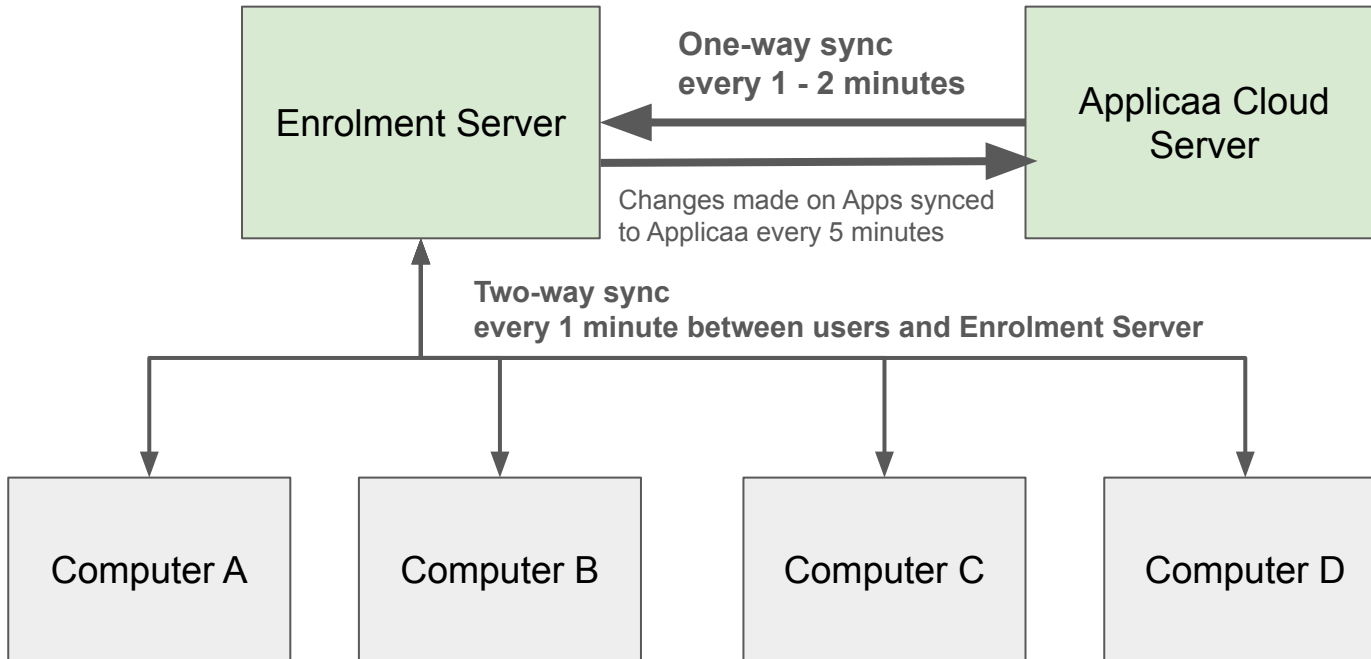 One-way sync
every 1 - 2 minutes
Enrolment Server
Applicaa Cloud
Server
Changes made on Apps synced
to Applicaa every 5 minutes
Two-way sync
every 1 minute between users and Enrolment Server
Computer A
Computer B
Computer C
Computer D